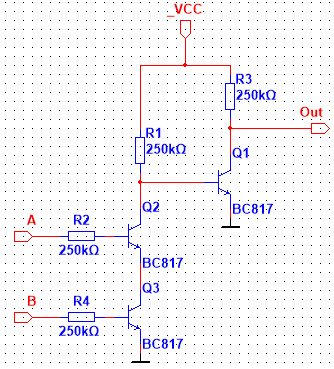 _VCC
R3
250kΩ
Out
R1
250kΩ
Q1
BC817
Q2
A
R2
250kΩ
BC817
Q3
B
R4
250kΩ
BC817